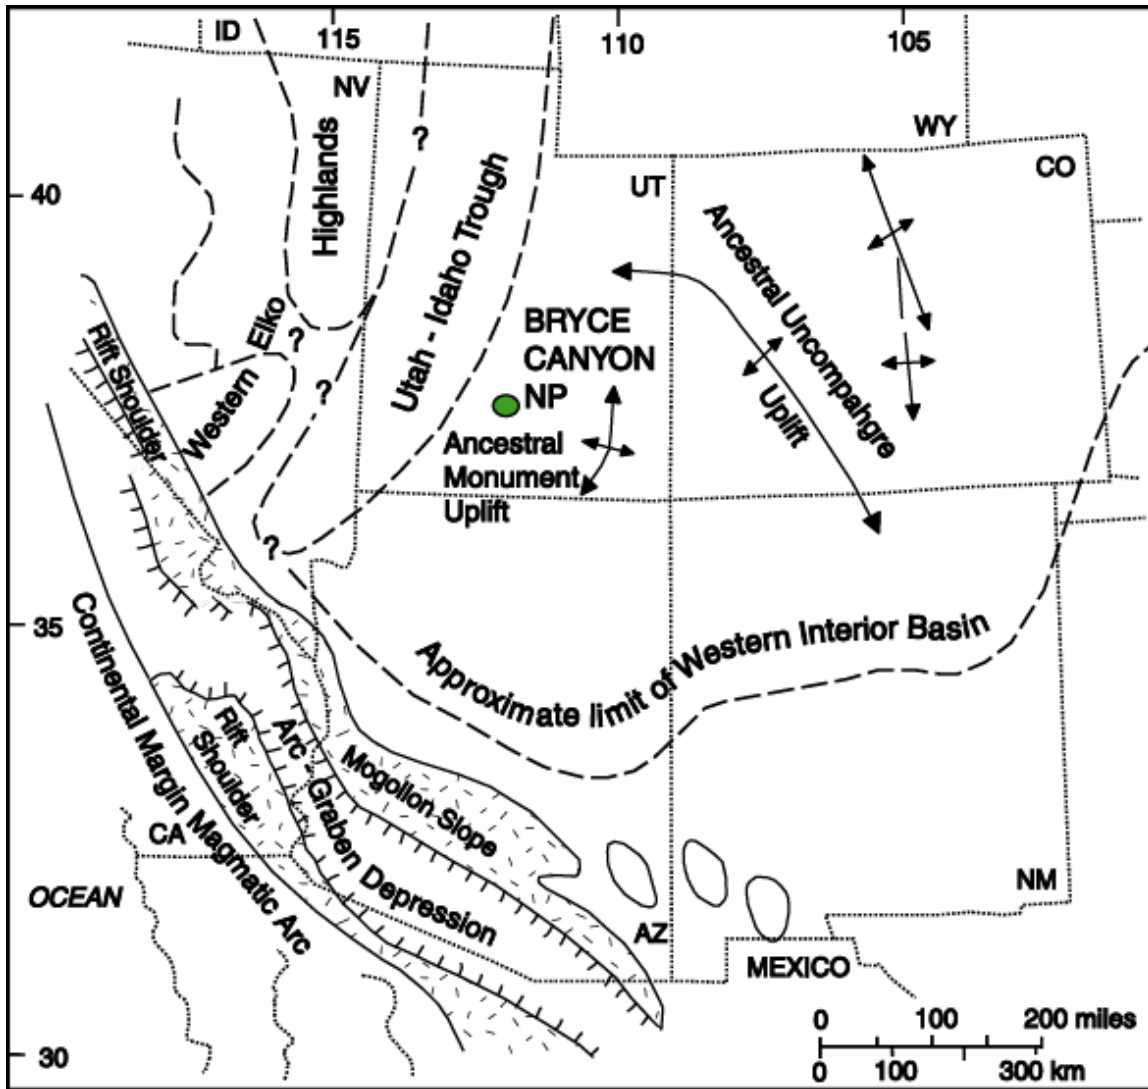 ID
115
110
105
NV
WY
CO
UT
40
Highlands
?
Utah - Idaho Trough
Ancestral Uncompahgre
Uplift
BRYCE
CANYON
NP
Rift Shoulder
Western Elko
?
?
Ancestral
Monument
Uplift
?
35
Approximate limit of Western Interior Basin
Continental Margin Magmatic Arc
Rift
Shoulder
Arc - Graben Depression
Mogollon Slope
CA
OCEAN
AZ
NM
MEXICO
0 100 200 miles
0 100 300 km
30